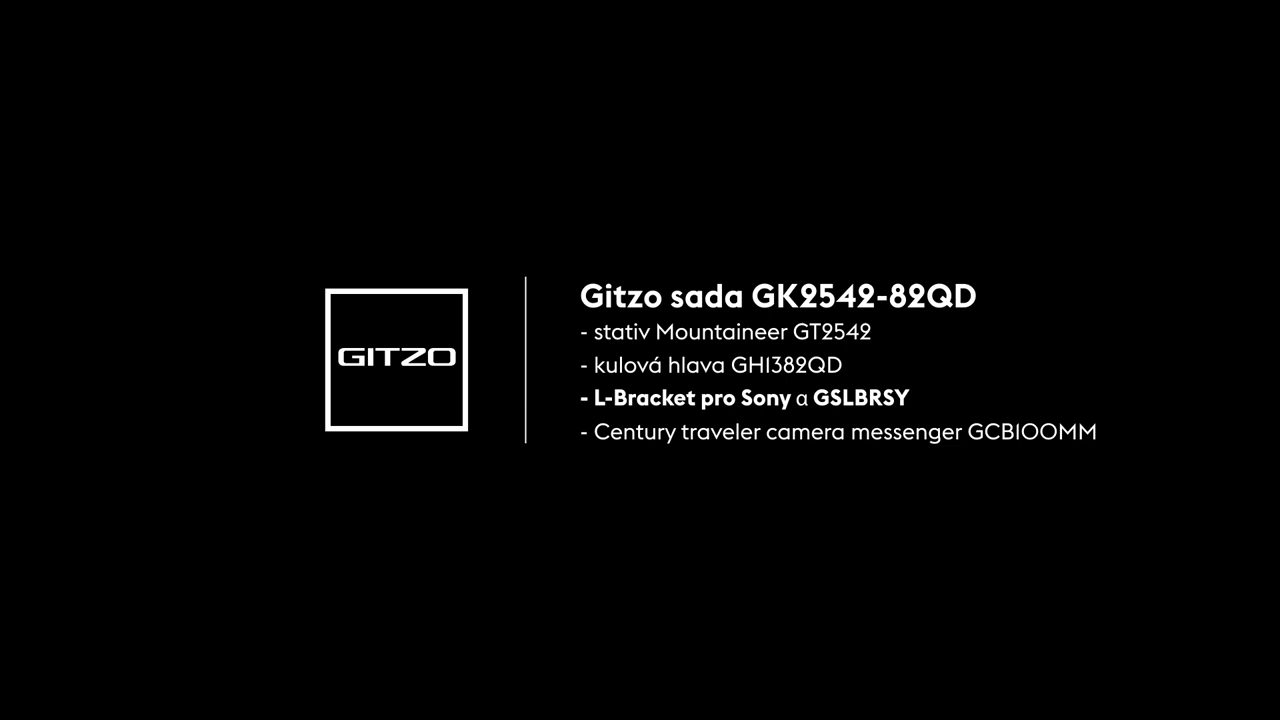 GITZO
Gitzo sada GK2542-82QD
- stativ Mountaineer GT2542
- kulová hlava GH1382QD
- L-Bracket pro Sony α GSLBRSY
- Century traveler camera messenger GCB100MM